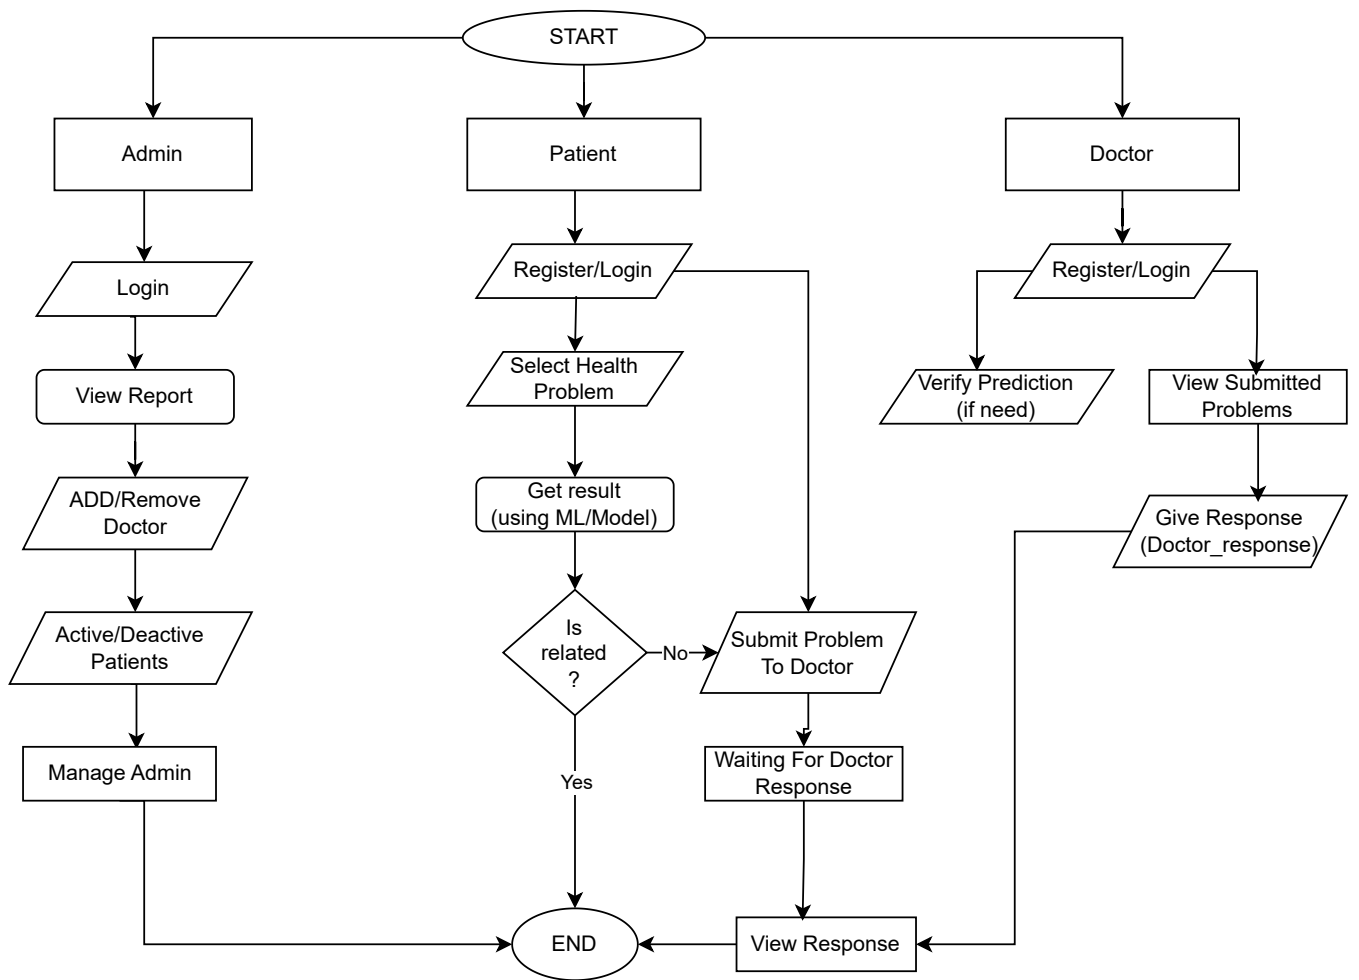 START
Admin
Patient
Doctor
Login
Register/Login
Register/Login
View Report
Select Health
Problem
Verify Prediction
(if need)
View Submitted
Problems
ADD/Remove
Doctor
Get result
(using ML/Model)
Give Response
(Doctor_response)
Active/Deactive
Patients
Is
related
?
No
Submit Problem
To Doctor
Manage Admin
Yes
Waiting For Doctor
Response
END
View Response